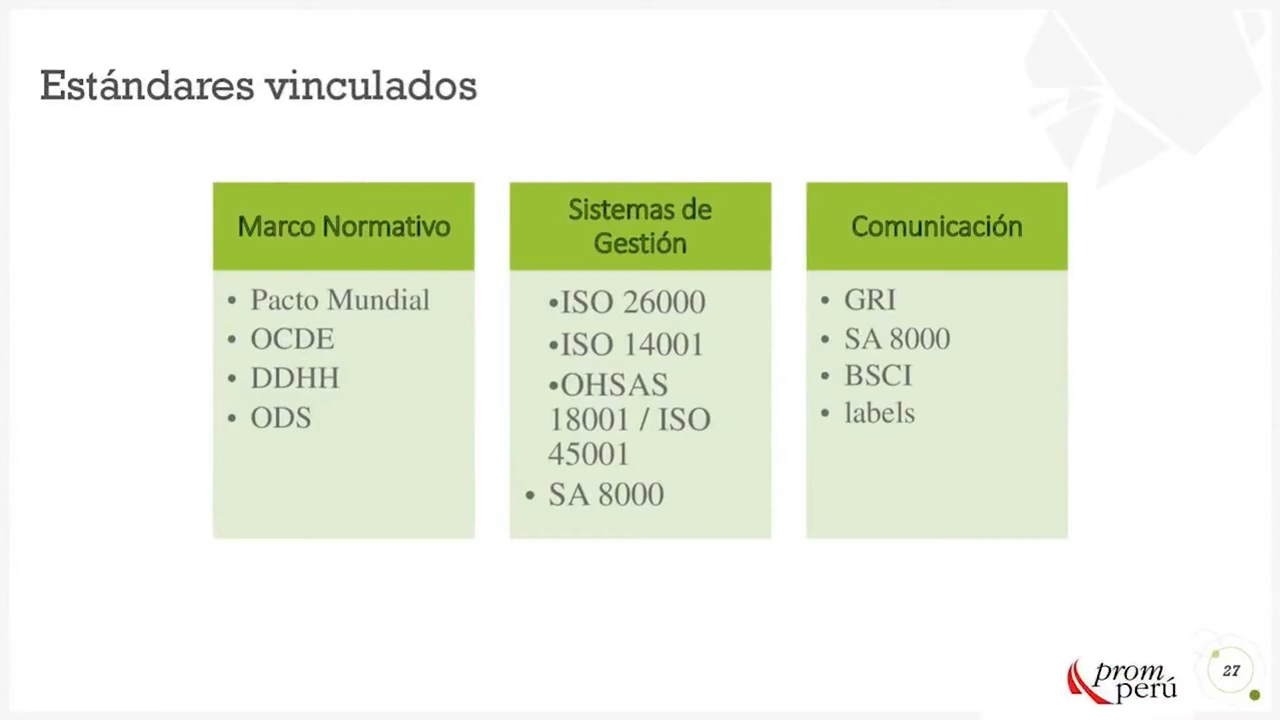 Estándares vinculados
Marco Normativo
• Pacto Mundial
• OCDE
• DDHH
• ODS
Sistemas de
Gestión
•ISO 26000
•ISO 14001
•OHSAS
18001 / ISO
45001
• SA 8000
Comunicación
• GRI
• SA 8000
• BSCI
• labels
prom
perú
27